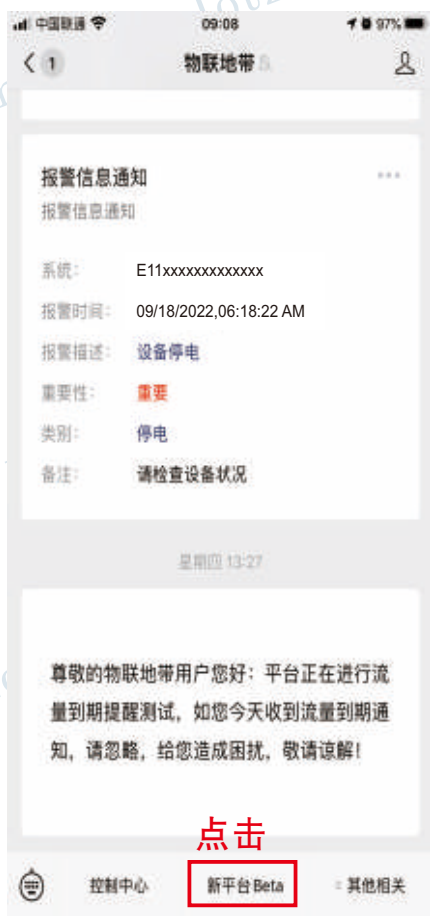 中国联通 09:08 97%
1 物联地带
报警信息通知
报警信息通知
系统: E11xxxxxxxxxxxxx
报警时间: 09/18/2022,06:18:22 AM
报警描述: 设备停电
重要性: 重要
类别: 停电
备注: 请检查设备状况
星期四 13:27
尊敬的物联地带用户您好：平台正在进行流
量到期提醒测试，如您今天收到流量到期通
知，请忽略，给您造成困扰，敬请谅解！
点击
控制中心 新平台Beta 其他相关